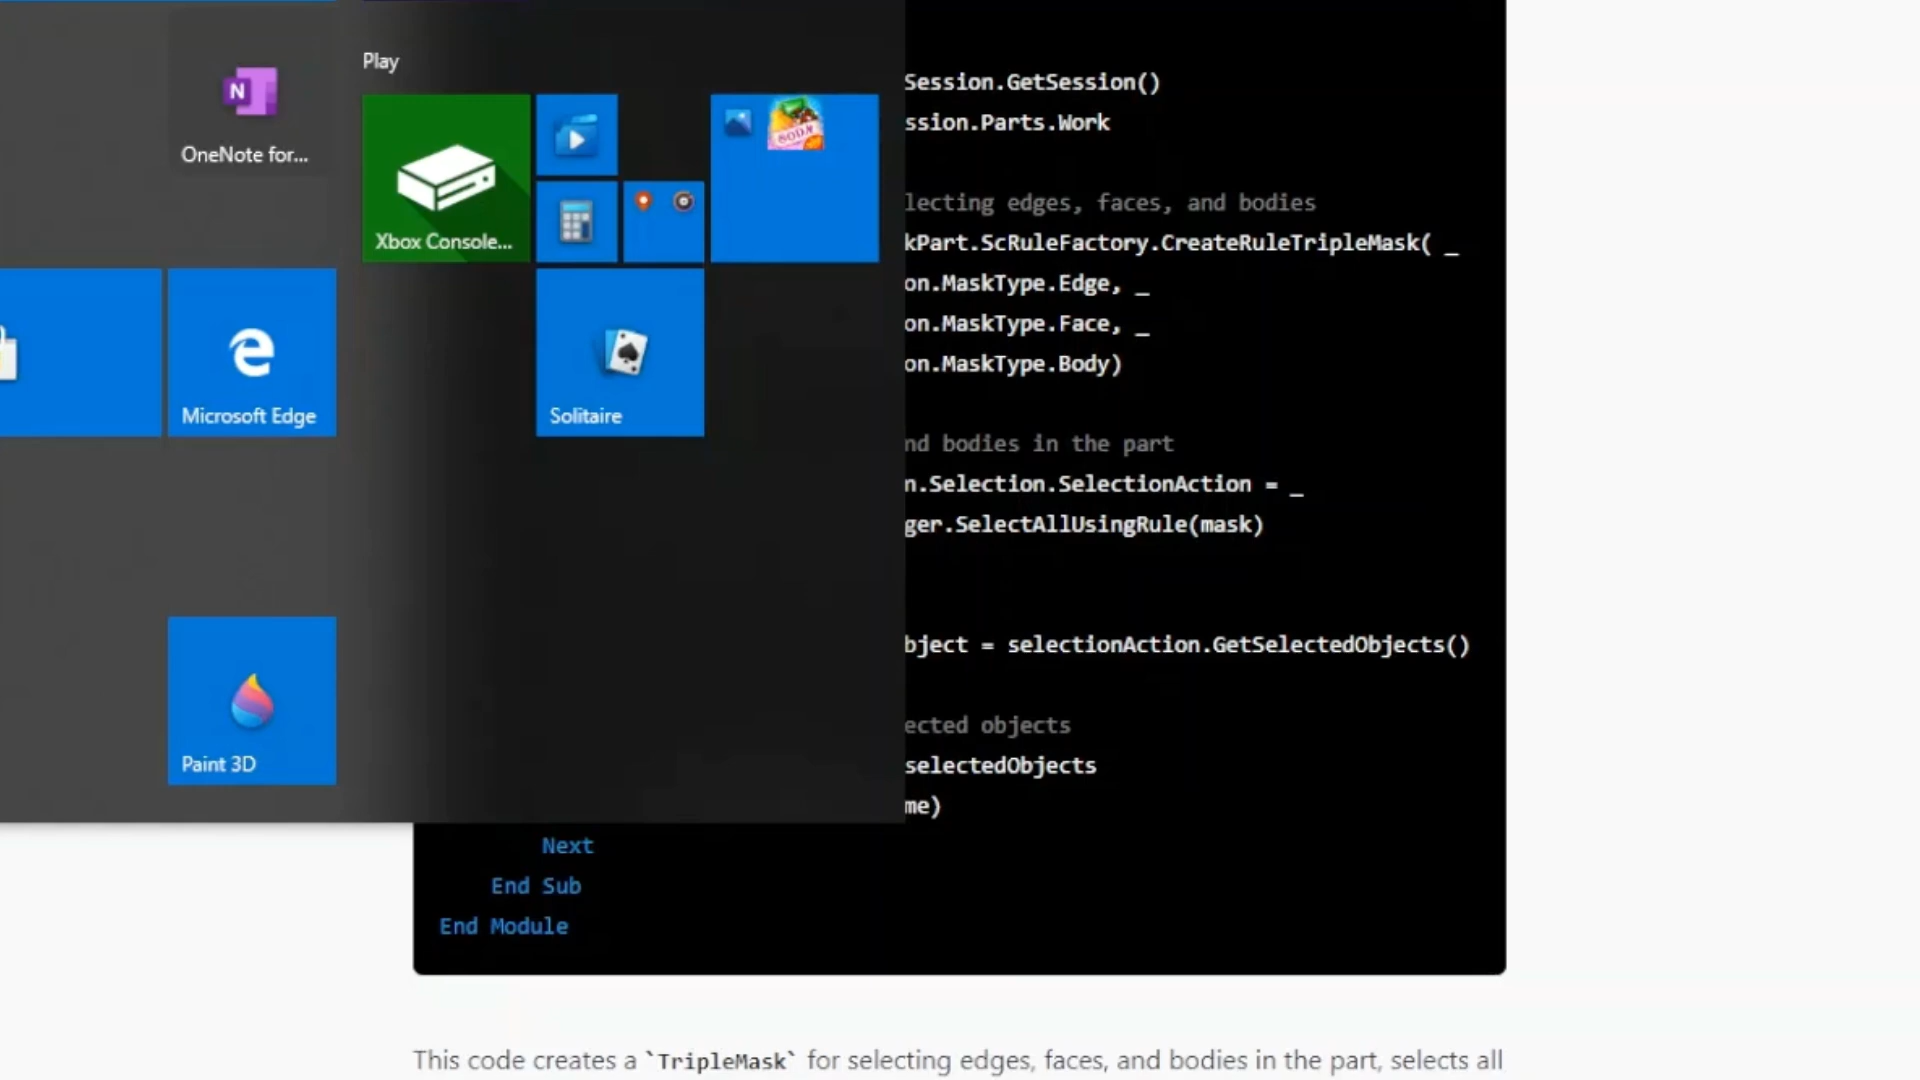 Play
N
OneNote for...
SODA
Xbox Console...
Microsoft Edge
Solitaire
Paint 3D
Session.GetSession()
ssion.Parts.Work
lecting edges, faces, and bodies
kPart.ScRuleFactory.CreateRuleTripleMask( _
on.MaskType.Edge, _
on.MaskType.Face, _
on.MaskType.Body)
nd bodies in the part
n.Selection.SelectionAction = _
ger.SelectAllUsingRule(mask)
bject = selectionAction.GetSelectedObjects()
ected objects
selectedObjects
me)
Next
End Sub
End Module
This code creates a `TripleMask` for selecting edges, faces, and bodies in the part, selects all